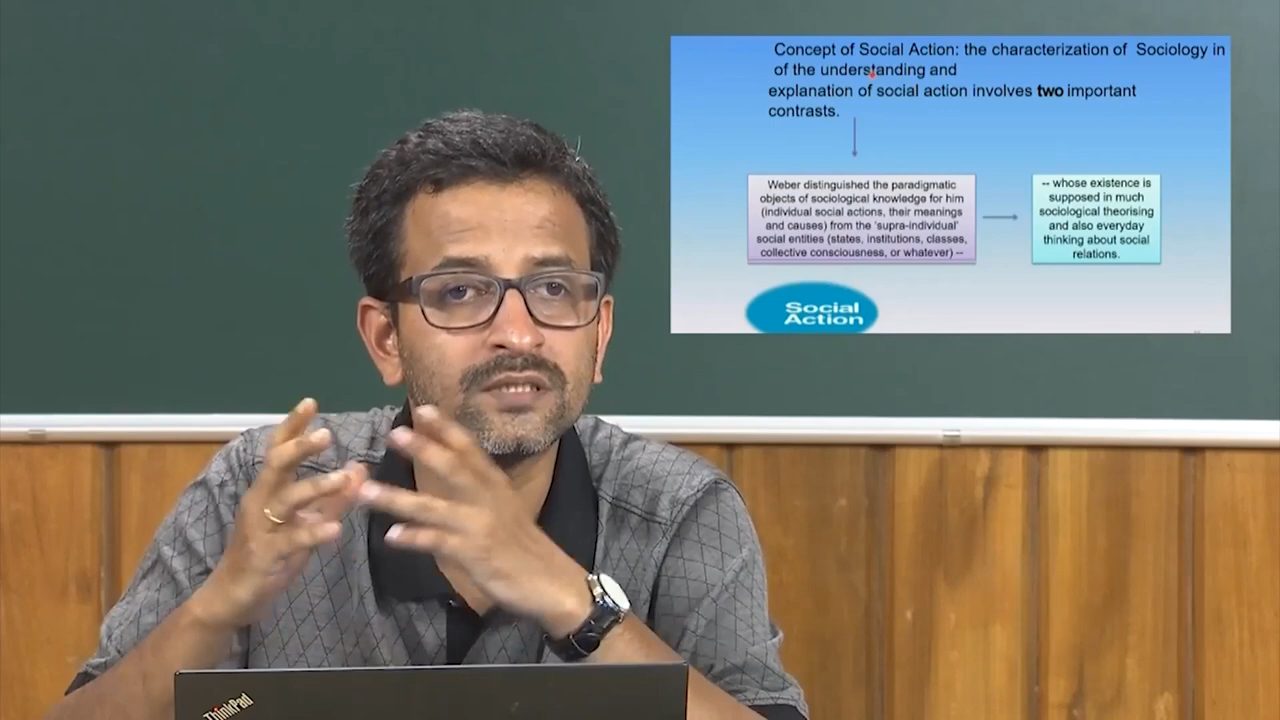 Concept of Social Action: the characterization of Sociology in
of the understanding and
explanation of social action involves two important
contrasts.
Weber distinguished the paradigmatic
objects of sociological knowledge for him
(individual social actions, their meanings
and causes) from the 'supra-individual'
social entities (states, institutions, classes,
collective consciousness, or whatever) --
-- whose existence is
supposed in much
sociological theorising
and also everyday
thinking about social
relations.
Social
Action
ThinkPad